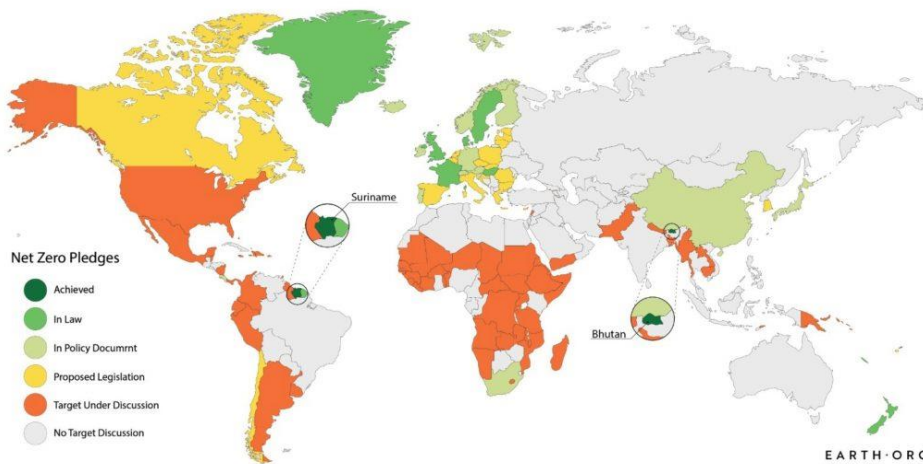 Suriname
Net Zero Pledges
Achieved
In Law
In Policy Documrnt
Proposed Legislation
Target Under Discussion
No Target Discussion
Bhutan
EARTH·ORG